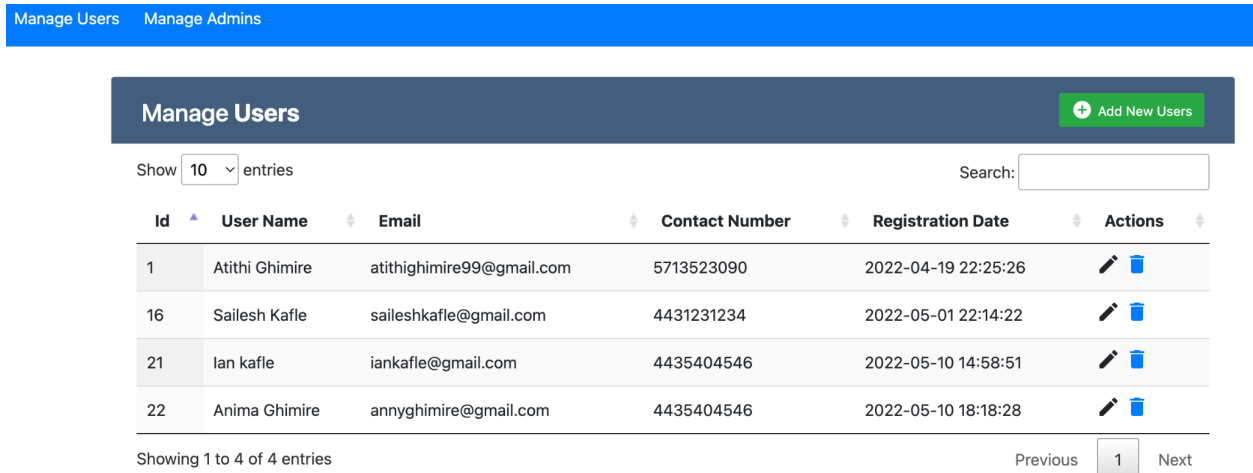 Manage Users Manage Admins
Manage Users Add New Users
Show 10 entries Search:
Id User Name Email Contact Number Registration Date Actions
1 Atithi Ghimire atithighimire99@gmail.com 5713523090 2022-04-19 22:25:26
16 Sailesh Kafle saileshkafle@gmail.com 4431231234 2022-05-01 22:14:22
21 Ian kafle iankafle@gmail.com 4435404546 2022-05-10 14:58:51
22 Anima Ghimire annyghimire@gmail.com 4435404546 2022-05-10 18:18:28
Showing 1 to 4 of 4 entries Previous 1 Next